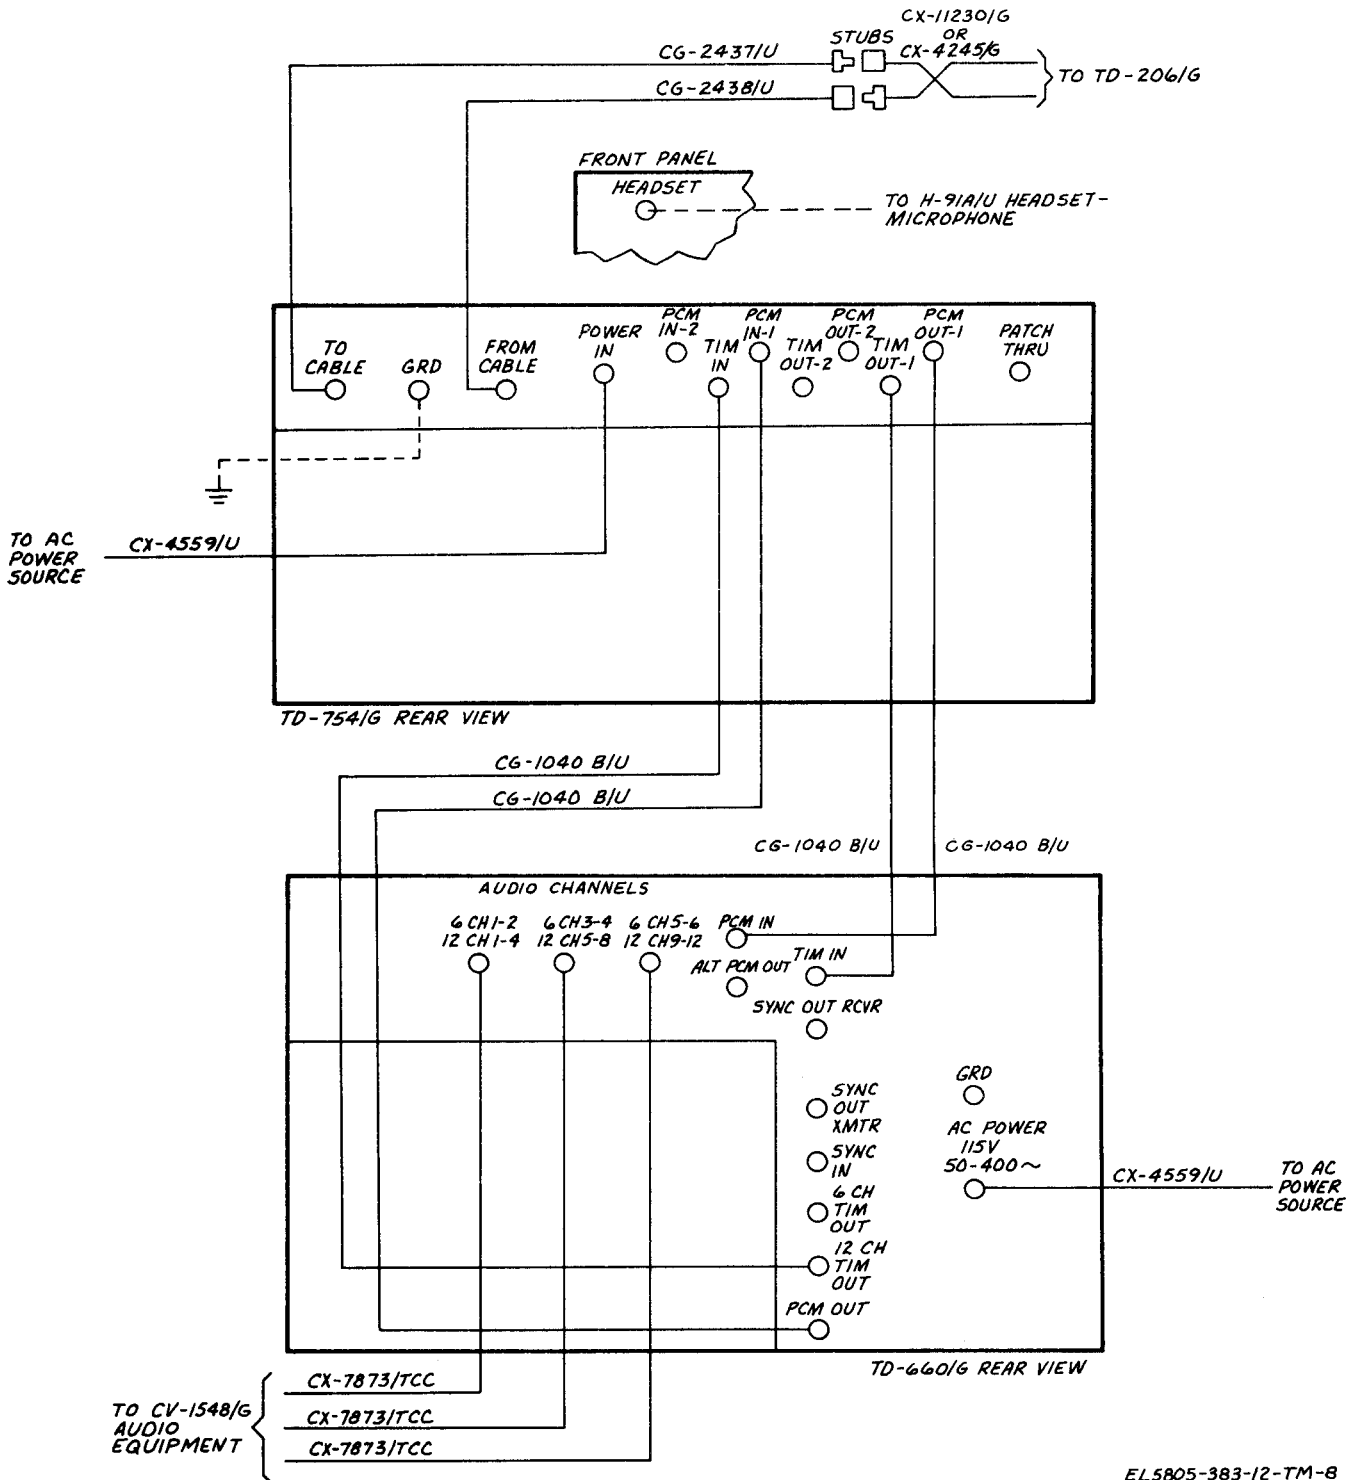 CX-11230/G
OR
STUBS CX-4245/G
CG-2437/U
TO TD-206/G
CG-2438/U
FRONT PANEL
HEADSET
TO H-91A/U HEADSET-
MICROPHONE
TO
CABLE
GRD
FROM
CABLE
POWER
IN
PCM
IN-2
TIM
IN
PCM
IN-1
TIM
OUT-2
PCM
OUT-2
TIM
OUT-1
PCM
OUT-1
PATCH
THRU
TO AC
POWER
SOURCE
CX-4559/U
TD-754/G REAR VIEW
CG-1040 B/U
CG-1040 B/U
CG-1040 B/U
CG-1040 B/U
AUDIO CHANNELS
6 CH1-2
12 CH1-4
6 CH3-4
12 CH5-8
6 CH5-6
12 CH9-12
PCM IN
ALT PCM OUT
TIM IN
SYNC OUT RCVR
SYNC
OUT
XMTR
SYNC
IN
6 CH
TIM
OUT
12 CH
TIM
OUT
PCM OUT
GRD
AC POWER
115V
50-400~
CX-4559/U
TO AC
POWER
SOURCE
TD-660/G REAR VIEW
TO CV-1548/G
AUDIO
EQUIPMENT
CX-7873/TCC
CX-7873/TCC
CX-7873/TCC
EL5805-383-12-TM-8